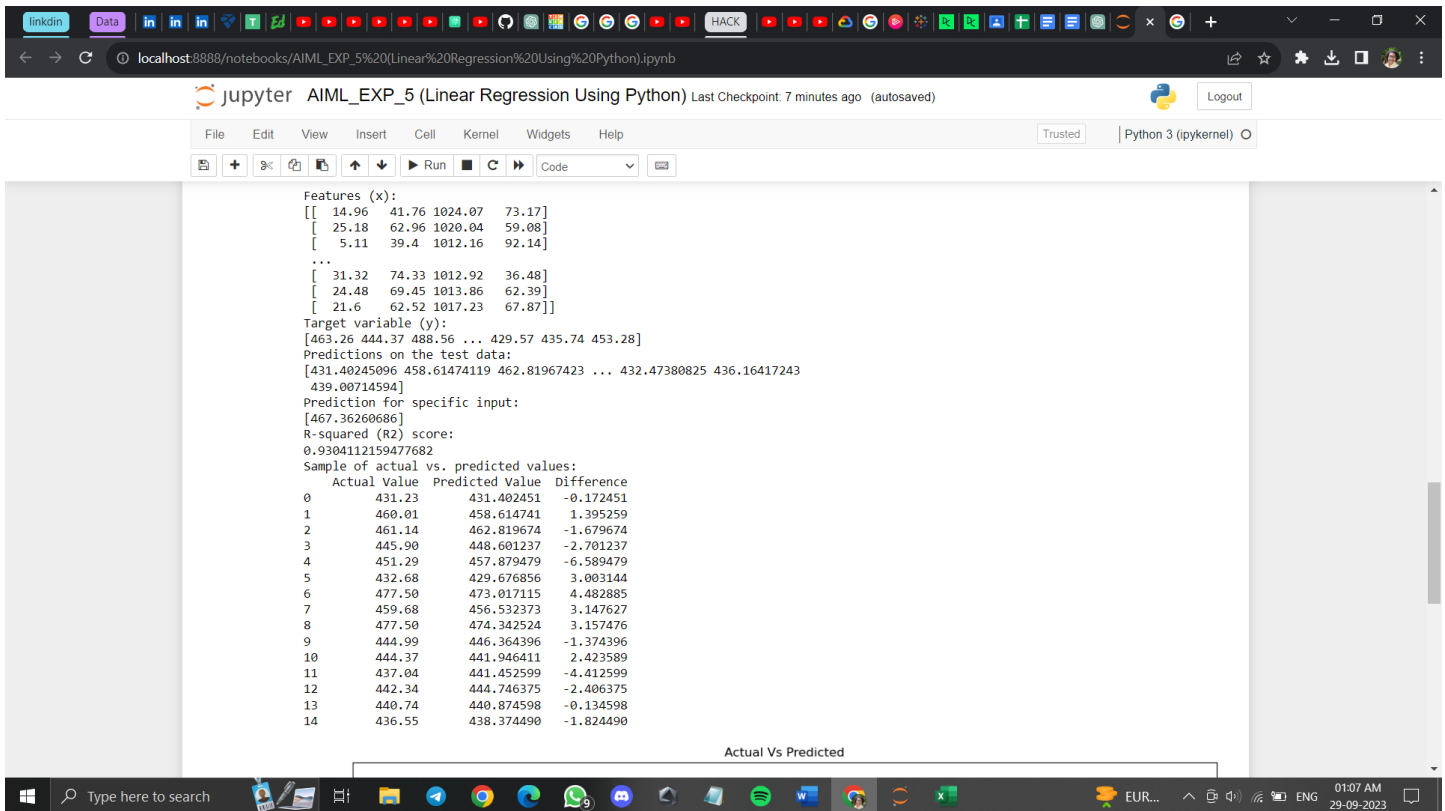 linkdin Data HACK
localhost:8888/notebooks/AIML_EXP_5%20(Linear%20Regression%20Using%20Python).ipynb
jupyter AIML_EXP_5 (Linear Regression Using Python) Last Checkpoint: 7 minutes ago (autosaved) Logout
File Edit View Insert Cell Kernel Widgets Help Trusted Python 3 (ipykernel)
Run Code
Features (x):
[[ 14.96 41.76 1024.07 73.17]
[ 25.18 62.96 1020.04 59.08]
[ 5.11 39.4 1012.16 92.14]
...
[ 31.32 74.33 1012.92 36.48]
[ 24.48 69.45 1013.86 62.39]
[ 21.6 62.52 1017.23 67.87]]
Target variable (y):
[463.26 444.37 488.56 ... 429.57 435.74 453.28]
Predictions on the test data:
[431.40245096 458.61474119 462.81967423 ... 432.47380825 436.16417243
439.00714594]
Prediction for specific input:
[467.36260686]
R-squared (R2) score:
0.9304112159477682
Sample of actual vs. predicted values:
Actual Value Predicted Value Difference
0 431.23 431.402451 -0.172451
1 460.01 458.614741 1.395259
2 461.14 462.819674 -1.679674
3 445.90 448.601237 -2.701237
4 451.29 457.879479 -6.589479
5 432.68 429.676856 3.003144
6 477.50 473.017115 4.482885
7 459.68 456.532373 3.147627
8 477.50 474.342524 3.157476
9 444.99 446.364396 -1.374396
10 444.37 441.946411 2.423589
11 437.04 441.452599 -4.412599
12 442.34 444.746375 -2.406375
13 440.74 440.874598 -0.134598
14 436.55 438.374490 -1.824490
Actual Vs Predicted
Type here to search 9 EUR... ENG 01:07 AM
29-09-2023